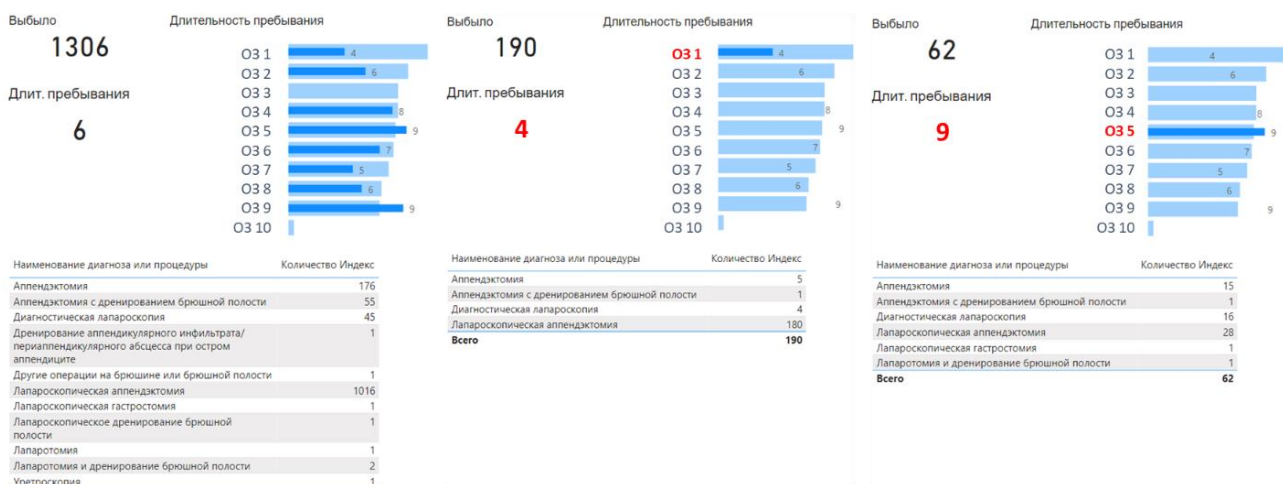 Выбыло
Длительность пребывания
1306
Длит. пребывания
6
ОЗ 1
4
ОЗ 2
6
ОЗ 3
ОЗ 4
8
ОЗ 5
9
ОЗ 6
7
ОЗ 7
5
ОЗ 8
6
ОЗ 9
9
ОЗ 10
Наименование диагноза или процедуры Количество Индекс
Аппендэктомия 176
Аппендэктомия с дренированием брюшной полости 55
Диагностическая лапароскопия 45
Дренирование аппендикулярного инфильтрата/ 1
периаппендикулярного абсцесса при остром
аппендиците
Другие операции на брюшине или брюшной полости 1
Лапароскопическая аппендэктомия 1016
Лапароскопическая гастростомия 1
Лапароскопическое дренирование брюшной 1
полости
Лапаротомия 1
Лапаротомия и дренирование брюшной полости 2
Уретроскопия 1
Выбыло
Длительность пребывания
190
Длит. пребывания
4
ОЗ 1
4
ОЗ 2
6
ОЗ 3
ОЗ 4
8
ОЗ 5
9
ОЗ 6
7
ОЗ 7
5
ОЗ 8
6
ОЗ 9
9
ОЗ 10
Наименование диагноза или процедуры Количество Индекс
Аппендэктомия 5
Аппендэктомия с дренированием брюшной полости 1
Диагностическая лапароскопия 4
Лапароскопическая аппендэктомия 180
Всего 190
Выбыло
Длительность пребывания
62
Длит. пребывания
9
ОЗ 1
4
ОЗ 2
6
ОЗ 3
ОЗ 4
8
ОЗ 5
9
ОЗ 6
7
ОЗ 7
5
ОЗ 8
6
ОЗ 9
9
ОЗ 10
Наименование диагноза или процедуры Количество Индекс
Аппендэктомия 15
Аппендэктомия с дренированием брюшной полости 1
Диагностическая лапароскопия 16
Лапароскопическая аппендэктомия 28
Лапароскопическая гастростомия 1
Лапаротомия и дренирование брюшной полости 1
Всего 62